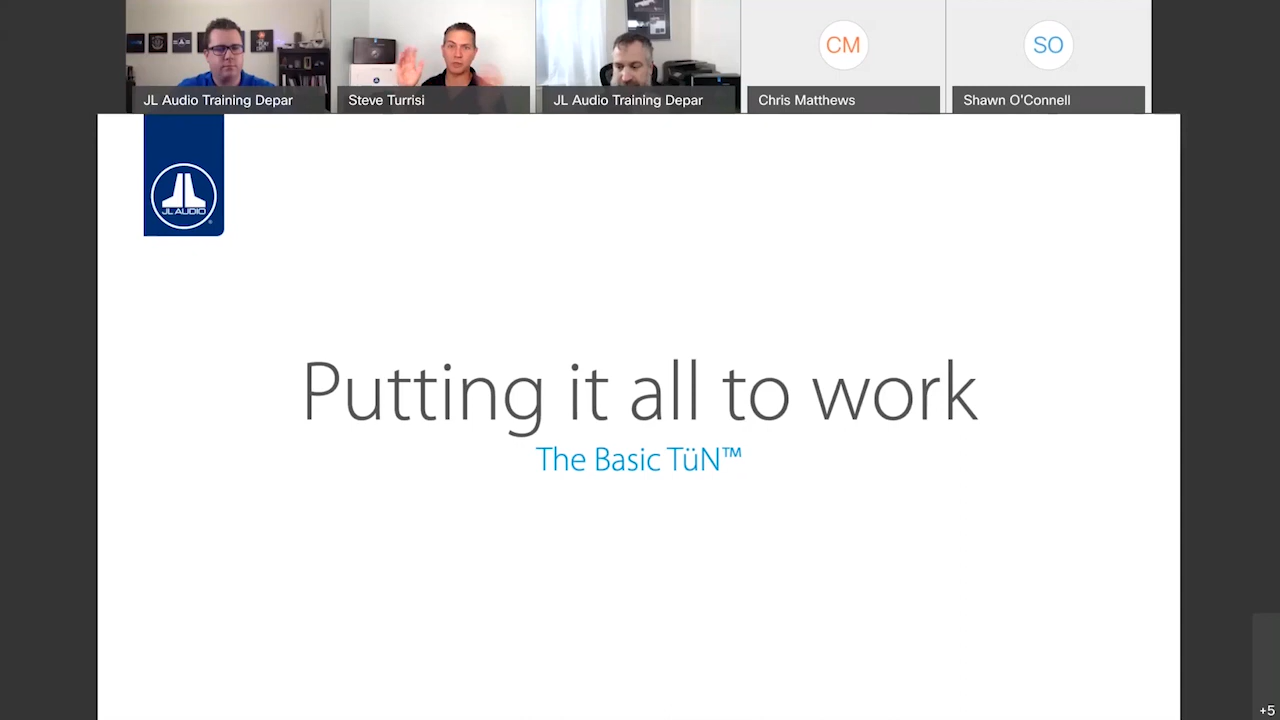 JL Audio Training Depar
Steve Turrisi
JL Audio Training Depar
CM
Chris Matthews
SO
Shawn O'Connell
JL AUDIO
®
Putting it all to work
The Basic TüN™
+5